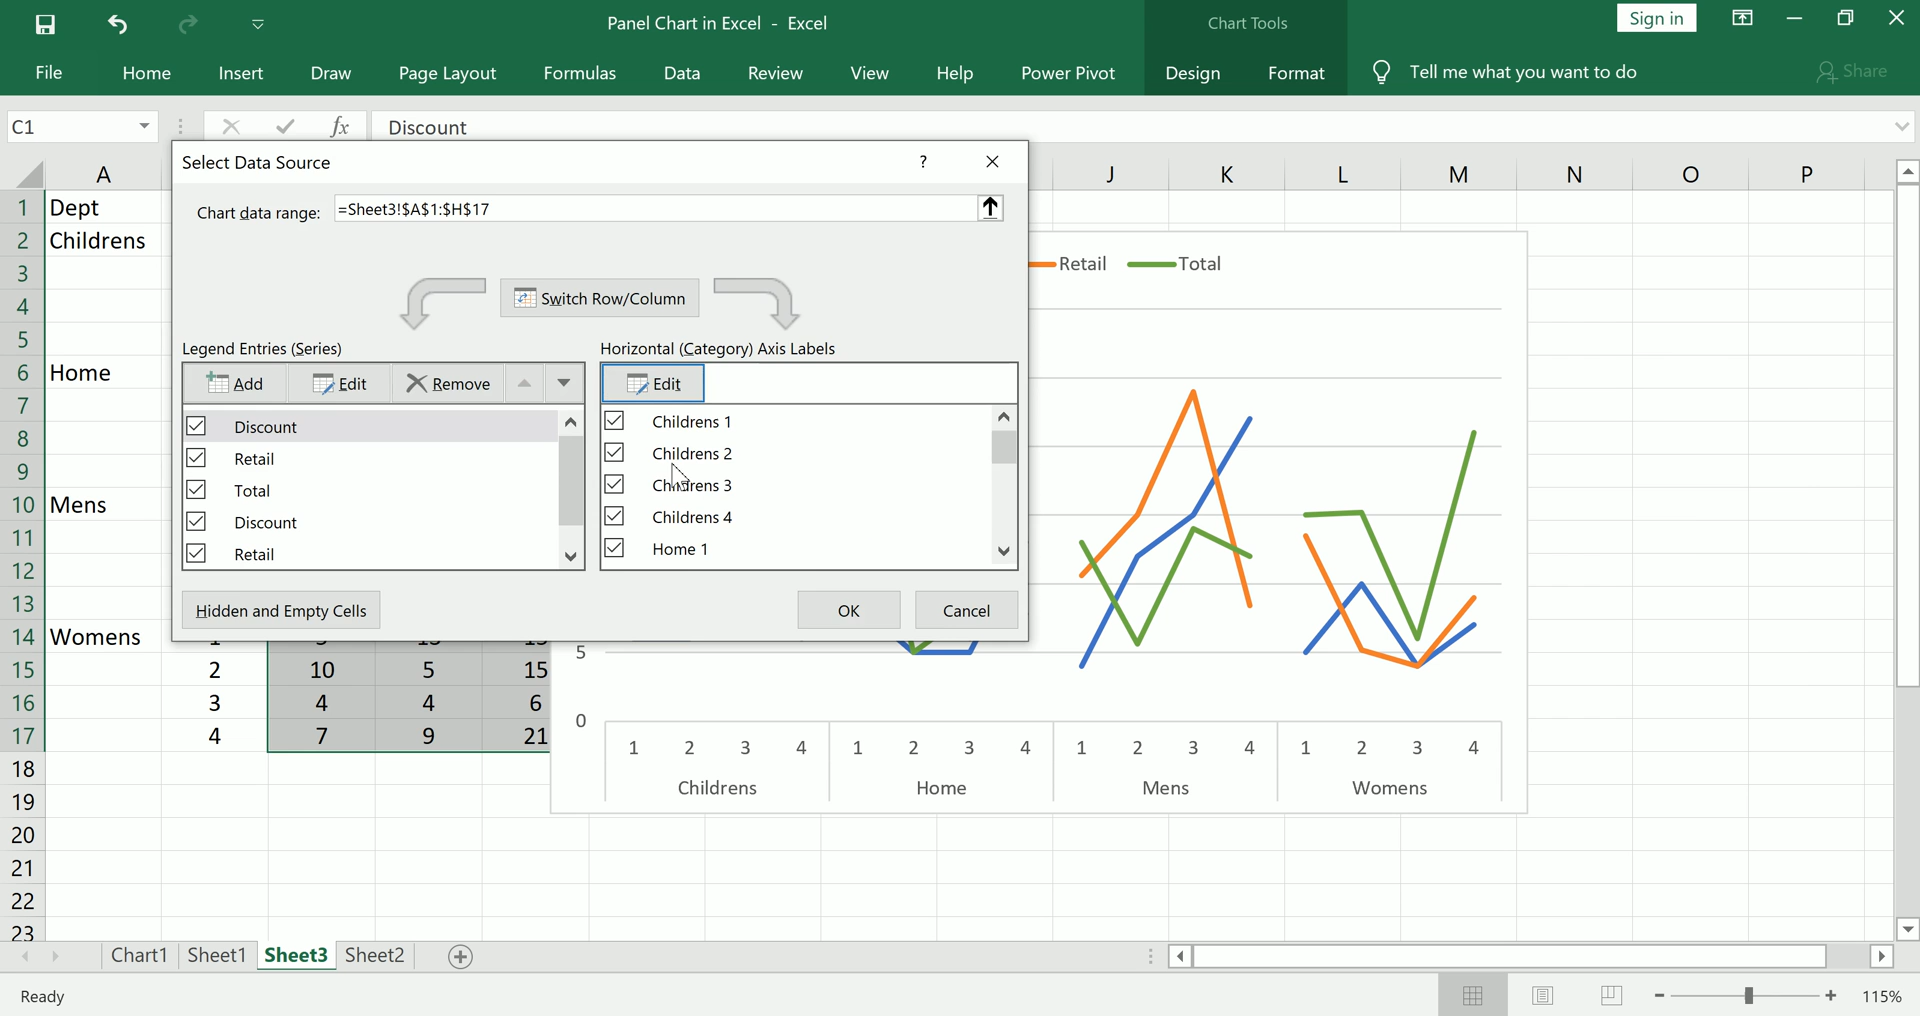 Panel Chart in Excel - Excel
Chart Tools
Sign in
File Home Insert Draw Page Layout Formulas Data Review View Help Power Pivot Design Format Tell me what you want to do Share
C1 fx Discount
Select Data Source ?
Chart data range: =Sheet3!$A$1:$H$17
Switch Row/Column
Legend Entries (Series)
Add Edit Remove
Discount
Retail
Total
Discount
Retail
Horizontal (Category) Axis Labels
Edit
Childrens 1
Childrens 2
Childrens 3
Childrens 4
Home 1
Hidden and Empty Cells OK Cancel
A J K L M N O P
1 Dept
2 Childrens
3
4
5
6 Home
7
8
9
10 Mens
11
12
13
14 Womens
15 2 10 5 15
16 3 4 4 6
17 4 7 9 21
18
19
20
21
22
23
Retail Total
5
0
1 2 3 4 1 2 3 4 1 2 3 4 1 2 3 4
Childrens Home Mens Womens
Chart1 Sheet1 Sheet3 Sheet2
Ready 115%